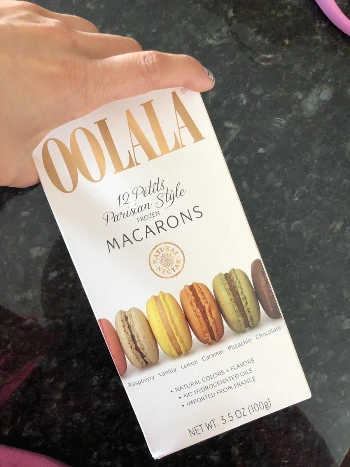 OOLALA
12 Petits
Parisian Style
FROZEN
MACARONS
NATURAL
NECTAR
Raspberry Vanilla Lemon Caramel Pistachio Chocolate
• NATURAL COLORS & FLAVORS
• NO HYDROGENATED OILS
• IMPORTED FROM FRANCE
NET WT. 3.5 OZ (100g)